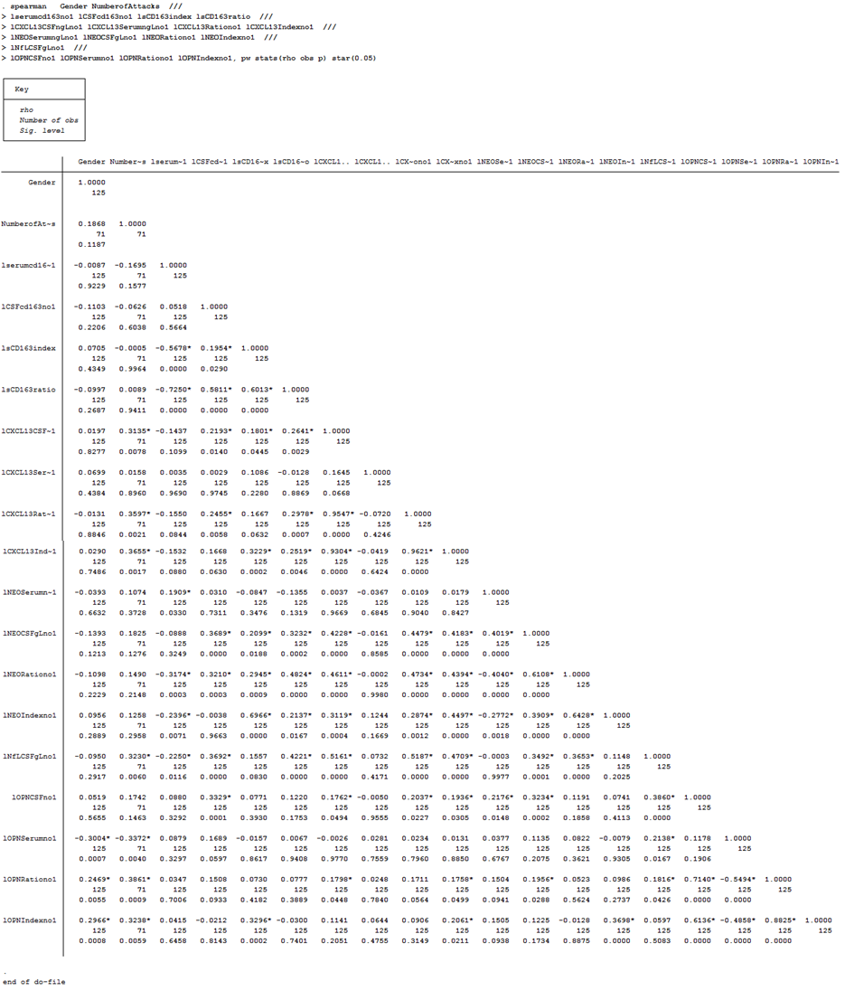 . spearman   Gender NumberofAttacks  ///
> lserumcd163no1 lCSFcd163no1 lsCD163index lsCD163ratio  ///
> lCXCL13CSFngLno1 lCXCL13SerumngLno1 lCXCL13Rationo1 lCXCL13Indexno1  ///
> lNEOSerumngLno1 lNEOCSFgLno1 lNEORationo1 lNEOIndexno1  ///
> lNfLCSFgLno1  ///
> lOPNCSFno1 lOPNSerumno1 lOPNRationo1 lOPNIndexno1, pw stats(rho obs p) star(0.05)
Key
rho
Number of obs
Sig. level
Gender Number~s lserum~1 lCSFcd~1 lsCD16~x lsCD16~o lCXCL1.. lCXCL1.. lCX~ono1 lCX~xno1 lNEOSe~1 lNEOCS~1 lNEORa~1 lNEOIn~1 lNfLCS~1 lOPNCS~1 lOPNSe~1 lOPNRa~1 lOPNIn~1
Gender 1.0000
125
NumberofAt~s 0.1868 1.0000
71 71
0.1187
lserumcd16~1 -0.0087 -0.1695 1.0000
125 71 125
0.9229 0.1577
lCSFcd163no1 -0.1103 -0.0626 0.0518 1.0000
125 71 125 125
0.2206 0.6038 0.5664
lsCD163index 0.0705 -0.0005 -0.5678* 0.1954* 1.0000
125 71 125 125 125
0.4349 0.9964 0.0000 0.0290
lsCD163ratio -0.0997 0.0089 -0.7250* 0.5811* 0.6013* 1.0000
125 71 125 125 125 125
0.2687 0.9411 0.0000 0.0000 0.0000
lCXCL13CSF~1 0.0197 0.3135* -0.1437 0.2193* 0.1801* 0.2641* 1.0000
125 71 125 125 125 125 125
0.8277 0.0078 0.1099 0.0140 0.0445 0.0029
lCXCL13Ser~1 0.0699 0.0158 0.0035 0.0029 0.1086 -0.0128 0.1645 1.0000
125 71 125 125 125 125 125 125
0.4384 0.8960 0.9690 0.9745 0.2280 0.8869 0.0668
lCXCL13Rat~1 -0.0131 0.3597* -0.1550 0.2455* 0.1667 0.2978* 0.9547* -0.0720 1.0000
125 71 125 125 125 125 125 125 125
0.8846 0.0021 0.0844 0.0058 0.0632 0.0007 0.0000 0.4246
lCXCL13Ind~1 0.0290 0.3655* -0.1532 0.1668 0.3229* 0.2519* 0.9304* -0.0419 0.9621* 1.0000
125 71 125 125 125 125 125 125 125 125
0.7486 0.0017 0.0880 0.0630 0.0002 0.0046 0.0000 0.6424 0.0000
lNEOSerumn~1 -0.0393 0.1074 0.1909* 0.0310 -0.0847 -0.1355 0.0037 -0.0367 0.0109 0.0179 1.0000
125 71 125 125 125 125 125 125 125 125 125
0.6632 0.3728 0.0330 0.7311 0.3476 0.1319 0.9669 0.6845 0.9040 0.8427
lNEOCSFgLno1 -0.1393 0.1825 -0.0888 0.3689* 0.2099* 0.3232* 0.4228* -0.0161 0.4479* 0.4183* 0.4019* 1.0000
125 71 125 125 125 125 125 125 125 125 125 125
0.1213 0.1276 0.3249 0.0000 0.0188 0.0002 0.0000 0.8585 0.0000 0.0000 0.0000
lNEORationo1 -0.1098 0.1490 -0.3174* 0.3210* 0.2945* 0.4824* 0.4611* -0.0002 0.4734* 0.4394* -0.4040* 0.6108* 1.0000
125 71 125 125 125 125 125 125 125 125 125 125 125
0.2229 0.2148 0.0003 0.0003 0.0009 0.0000 0.0000 0.9980 0.0000 0.0000 0.0000 0.0000
lNEOIndexno1 0.0956 0.1258 -0.2396* -0.0038 0.6966* 0.2137* 0.3119* 0.1244 0.2874* 0.4497* -0.2772* 0.3909* 0.6428* 1.0000
125 71 125 125 125 125 125 125 125 125 125 125 125 125
0.2889 0.2958 0.0071 0.9663 0.0000 0.0167 0.0004 0.1669 0.0012 0.0000 0.0018 0.0000 0.0000
lNfLCSFgLno1 -0.0950 0.3230* -0.2250* 0.3692* 0.1557 0.4221* 0.5161* 0.0732 0.5187* 0.4709* -0.0003 0.3492* 0.3653* 0.1148 1.0000
125 71 125 125 125 125 125 125 125 125 125 125 125 125 125
0.2917 0.0060 0.0116 0.0000 0.0830 0.0000 0.0000 0.4171 0.0000 0.0000 0.9977 0.0001 0.0000 0.2025
lOPNCSFno1 0.0519 0.1742 0.0880 0.3329* 0.0771 0.1220 0.1762* -0.0050 0.2037* 0.1936* 0.2176* 0.3234* 0.1191 0.0741 0.3860* 1.0000
125 71 125 125 125 125 125 125 125 125 125 125 125 125 125 125
0.5655 0.1463 0.3292 0.0001 0.3930 0.1753 0.0494 0.9555 0.0227 0.0305 0.0148 0.0002 0.1858 0.4113 0.0000
lOPNSerumno1 -0.3004* -0.3372* 0.0879 0.1689 -0.0157 0.0067 -0.0026 0.0281 0.0234 0.0131 0.0377 0.1135 0.0822 -0.0079 0.2138* 0.1178 1.0000
125 71 125 125 125 125 125 125 125 125 125 125 125 125 125 125 125
0.0007 0.0040 0.3297 0.0597 0.8617 0.9408 0.9770 0.7559 0.7960 0.8850 0.6767 0.2075 0.3621 0.9305 0.0167 0.1906
lOPNRationo1 0.2469* 0.3861* 0.0347 0.1508 0.0730 0.0777 0.1798* 0.0248 0.1711 0.1758* 0.1504 0.1956* 0.0523 0.0986 0.1816* 0.7140* -0.5494* 1.0000
125 71 125 125 125 125 125 125 125 125 125 125 125 125 125 125 125 125
0.0055 0.0009 0.7006 0.0933 0.4182 0.3889 0.0448 0.7840 0.0564 0.0499 0.0941 0.0288 0.5624 0.2737 0.0426 0.0000 0.0000
lOPNIndexno1 0.2966* 0.3238* 0.0415 -0.0212 0.3296* -0.0300 0.1141 0.0644 0.0906 0.2061* 0.1505 0.1225 -0.0128 0.3698* 0.0597 0.6136* -0.4858* 0.8825* 1.0000
125 71 125 125 125 125 125 125 125 125 125 125 125 125 125 125 125 125 125
0.0008 0.0059 0.6458 0.8143 0.0002 0.7401 0.2051 0.4755 0.3149 0.0211 0.0938 0.1734 0.8875 0.0000 0.5083 0.0000 0.0000 0.0000
.
end of do-file